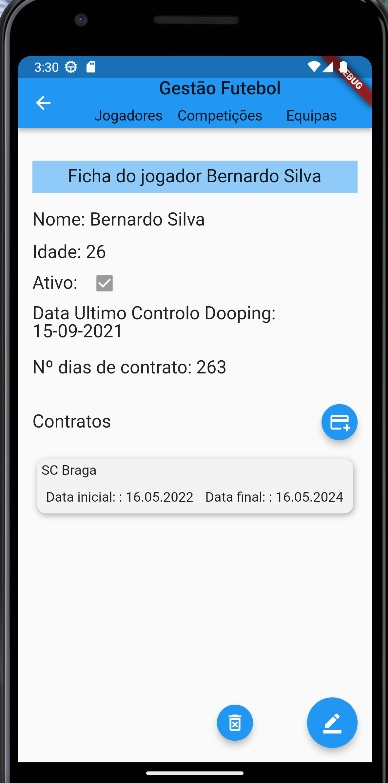 3:30
DEBUG
Gestão Futebol
Jogadores Competições Equipas
Ficha do jogador Bernardo Silva
Nome: Bernardo Silva
Idade: 26
Ativo:
Data Ultimo Controlo Dooping:
15-09-2021
Nº dias de contrato: 263
Contratos
SC Braga
Data inicial: : 16.05.2022 Data final: : 16.05.2024